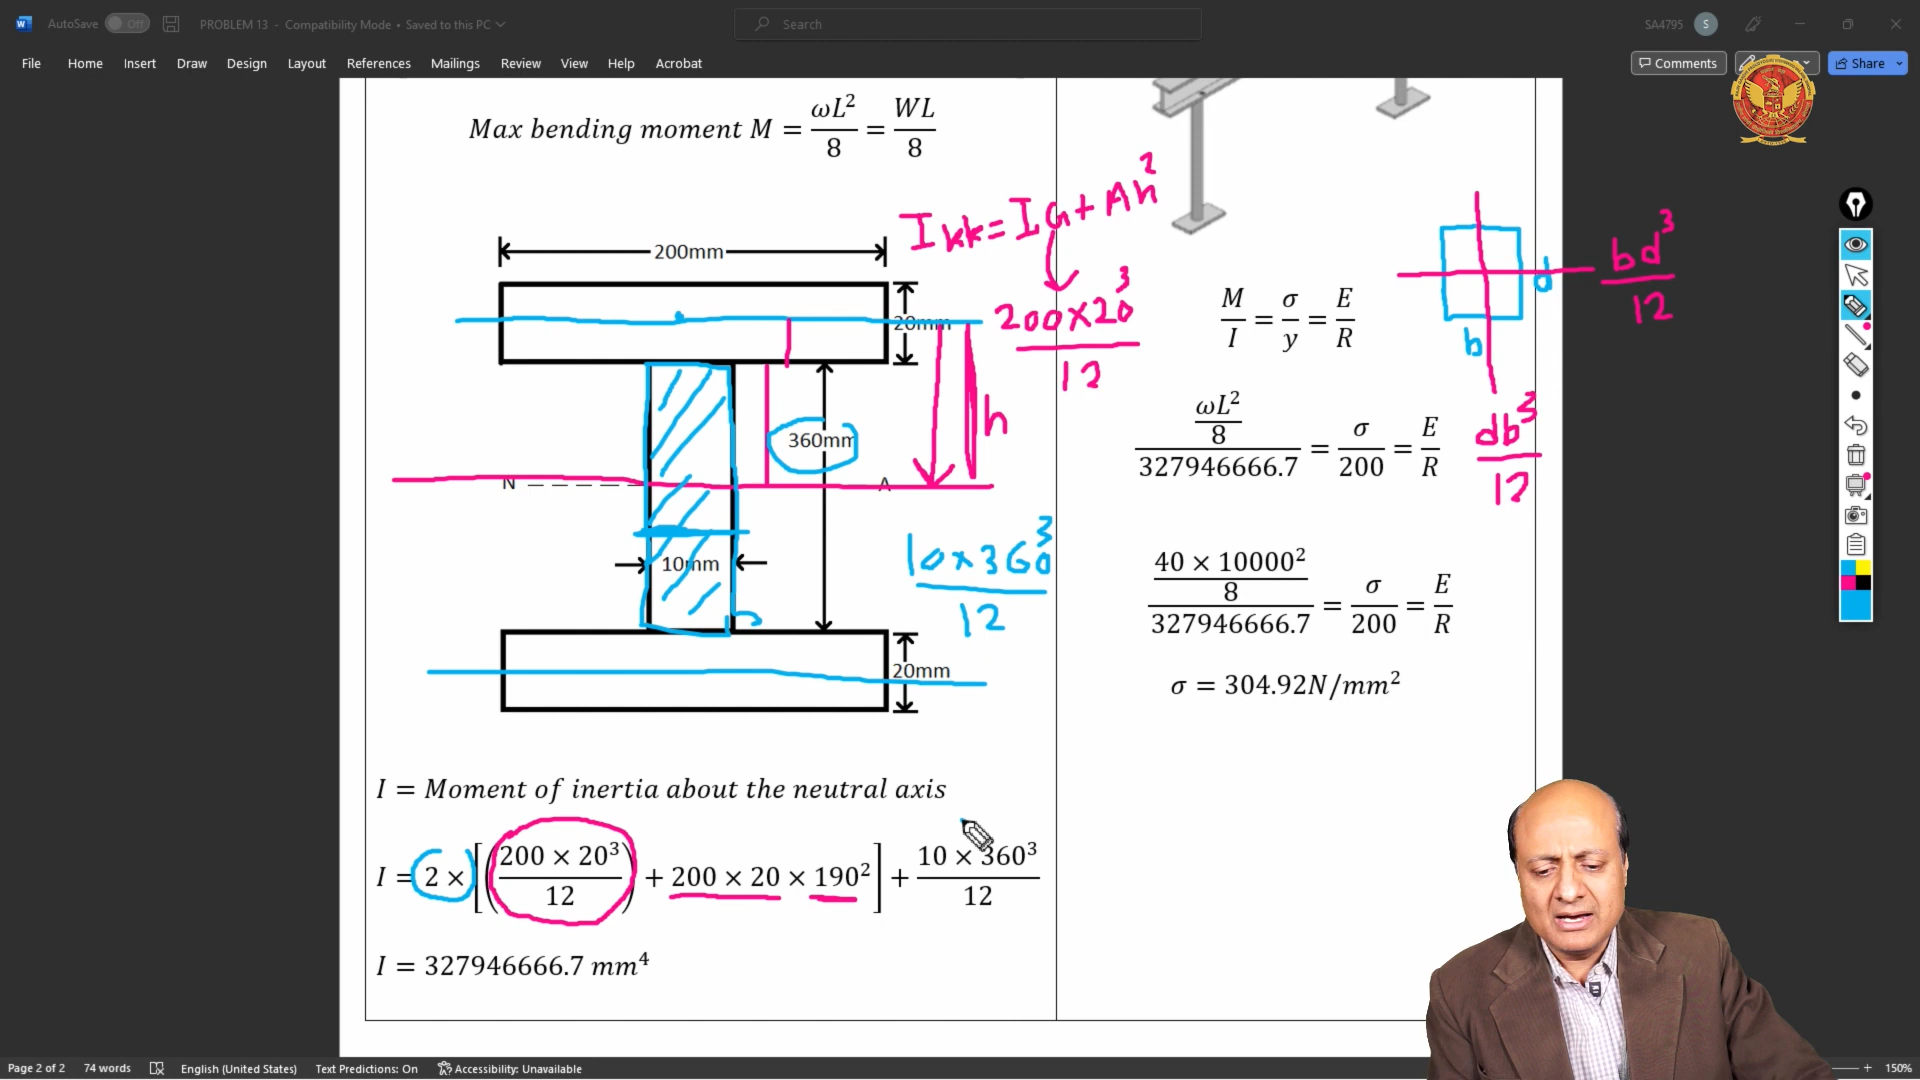 AutoSave Off PROBLEM 13 - Compatibility Mode • Saved to this PC Search SA4795 S
File Home Insert Draw Design Layout References Mailings Review View Help Acrobat Comments Share
Max bending moment M = ωL²/8 = WL/8
I KK = I G + Ah²
200mm
20mm
200×20³/12
h
360mm
N A
10mm
10×360³/12
20mm
I = Moment of inertia about the neutral axis
I = 2 × [(200 × 20³/12) + 200 × 20 × 190²] + 10 × 360³/12
I = 327946666.7 mm⁴
d
b
bd³/12
db³/12
M/I = σ/y = E/R
(ωL²/8)/327946666.7 = σ/200 = E/R
(40 × 10000²/8)/327946666.7 = σ/200 = E/R
σ = 304.92N/mm²
Page 2 of 2 74 words English (United States) Text Predictions: On Accessibility: Unavailable 150%